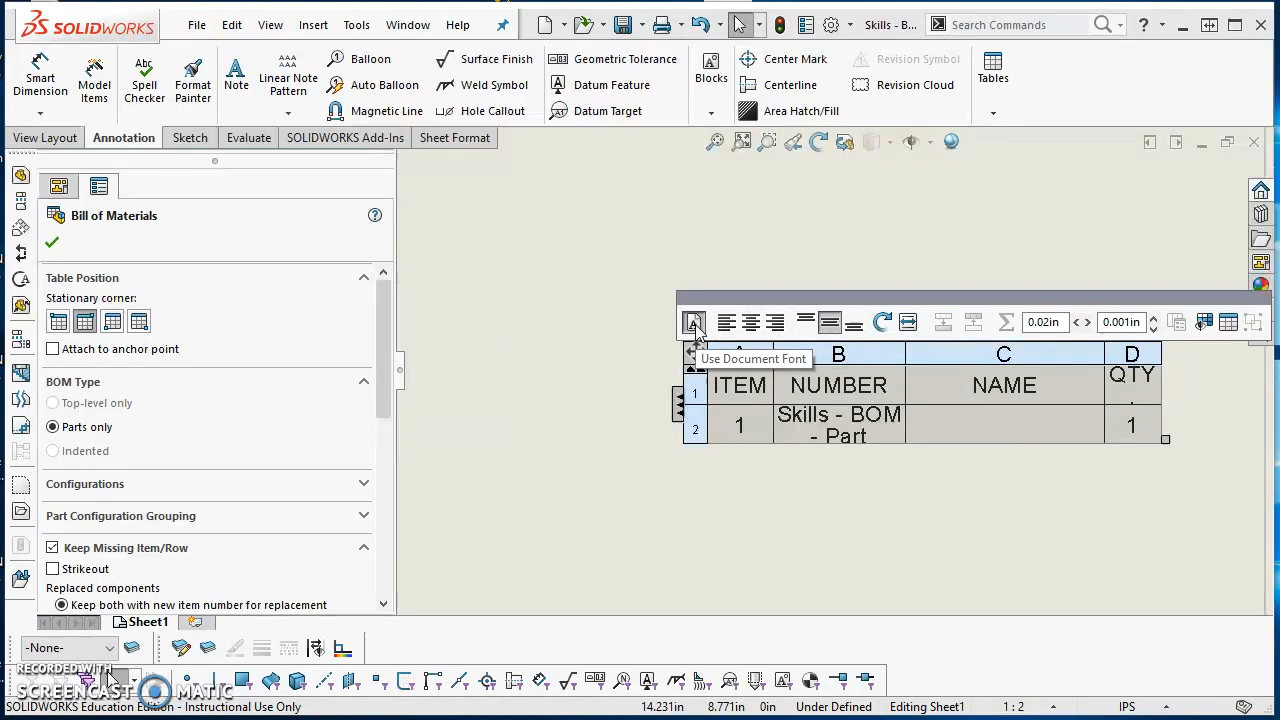 SOLIDWORKS
File Edit View Insert Tools Window Help
Skills - B...
Search Commands
Smart Dimension
Model Items
Spell Checker
Format Painter
Note
Linear Note Pattern
Balloon
Auto Balloon
Magnetic Line
Surface Finish
Weld Symbol
Hole Callout
Geometric Tolerance
Datum Feature
Datum Target
Blocks
Center Mark
Centerline
Area Hatch/Fill
Revision Symbol
Revision Cloud
Tables
View Layout Annotation Sketch Evaluate SOLIDWORKS Add-Ins Sheet Format
Bill of Materials
Table Position
Stationary corner:
Attach to anchor point
BOM Type
Top-level only
Parts only
Indented
Configurations
Part Configuration Grouping
Keep Missing Item/Row
Strikeout
Replaced components
Keep both with new item number for replacement
0.02in 0.001in
Use Document Font
B C D
1 ITEM NUMBER NAME QTY.
2 1 Skills - BOM - Part 1
Sheet1
-None-
RECORDED WITH
SCREENCAST MATIC
SOLIDWORKS Education Edition - Instructional Use Only
14.231in 8.771in 0in Under Defined Editing Sheet1 1 : 2 IPS